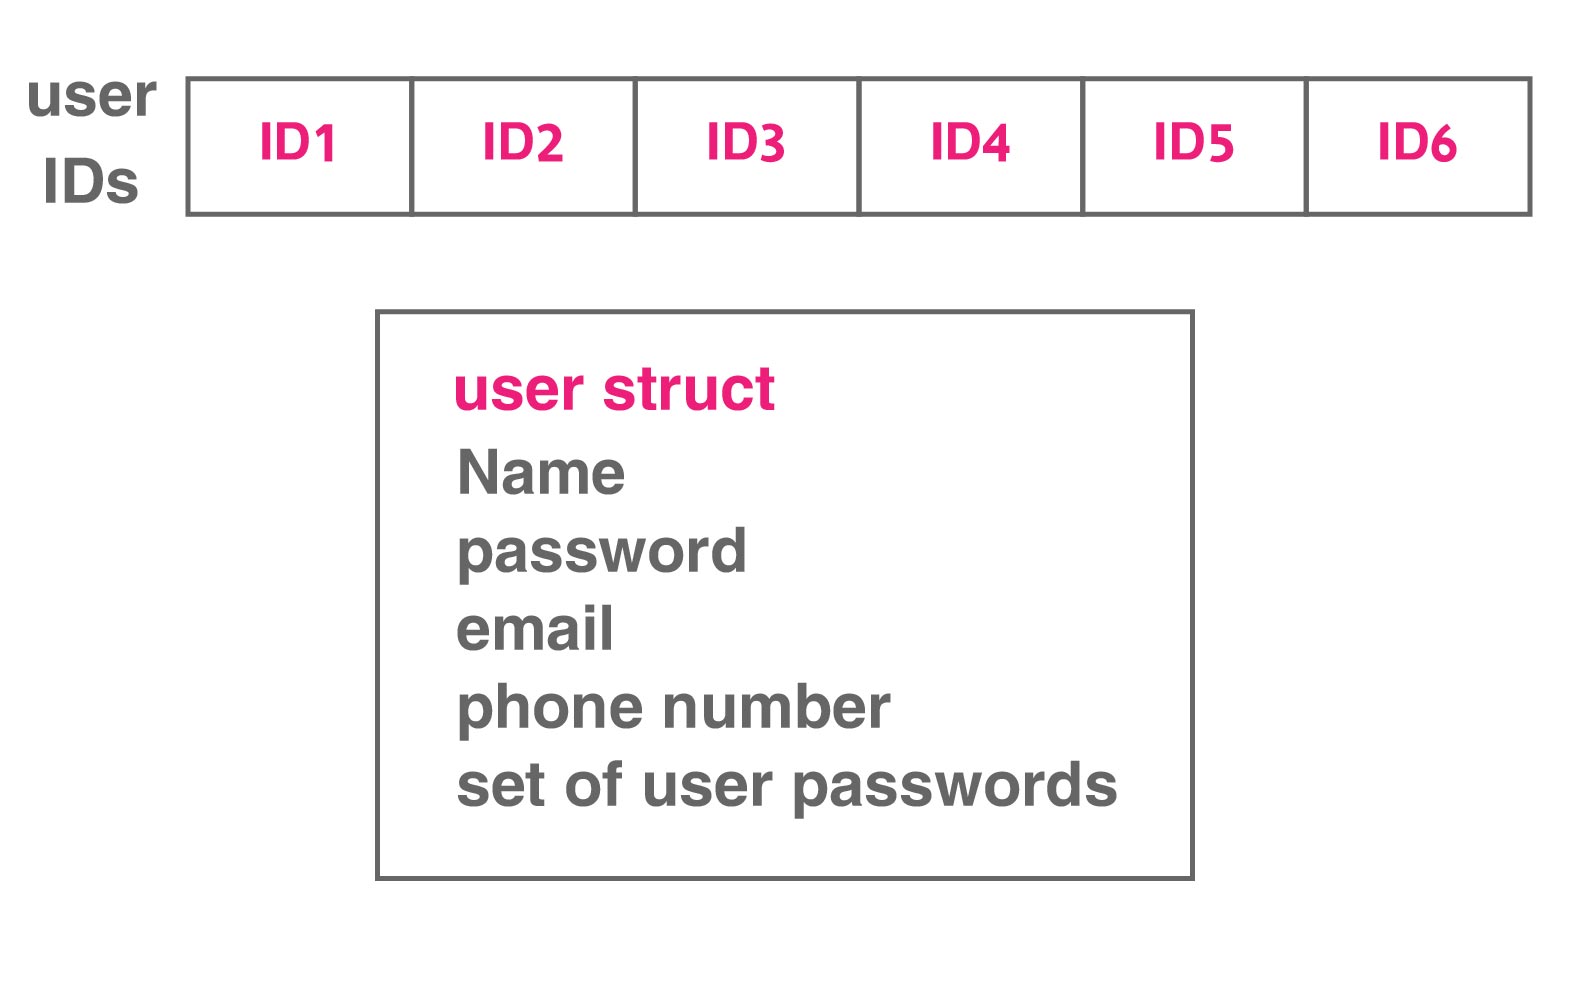 user
IDs
ID1 ID2 ID3 ID4 ID5 ID6
user struct
Name
password
email
phone number
set of user passwords